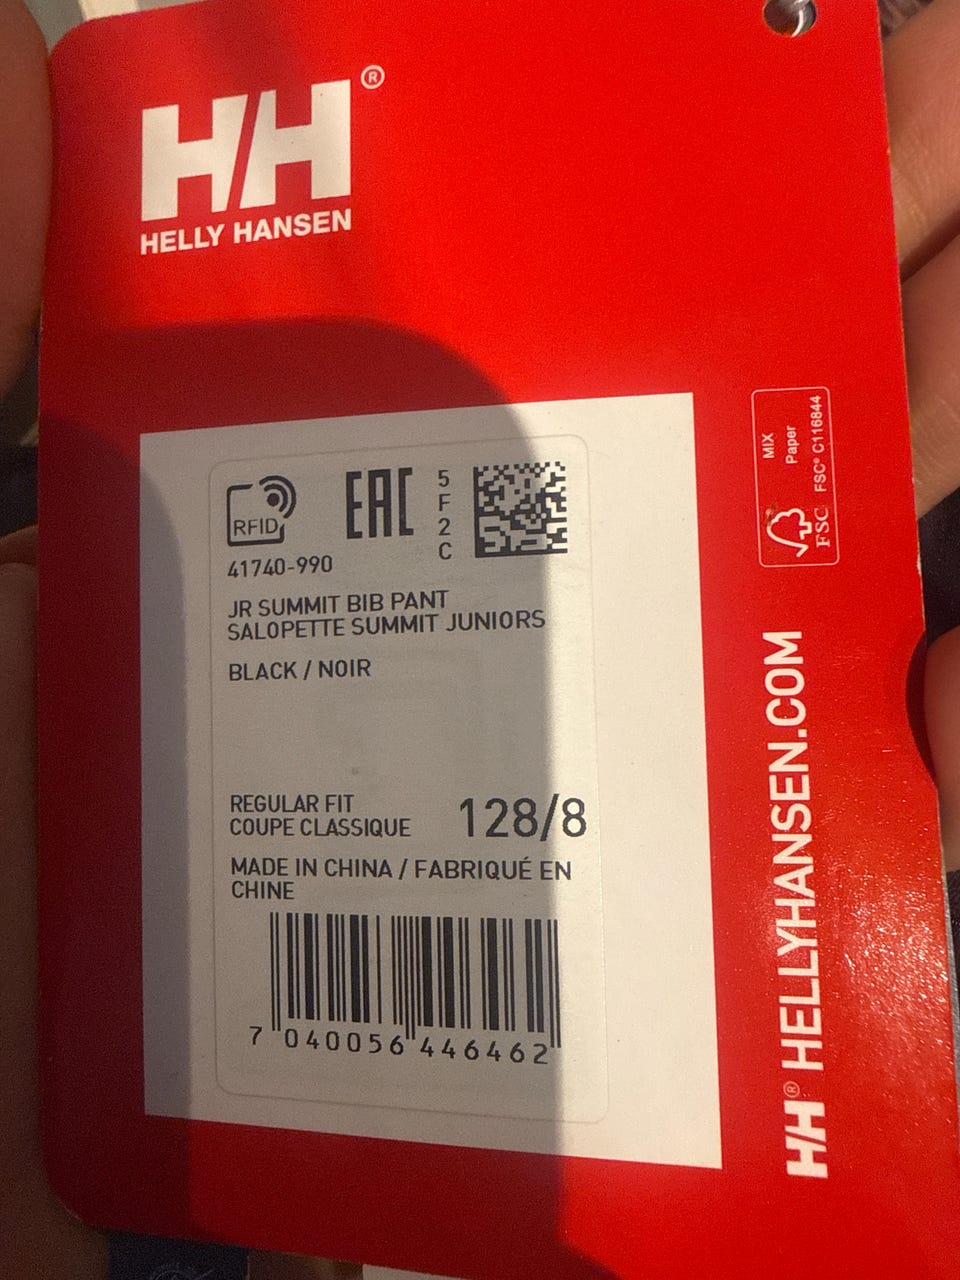 HH®
HELLY HANSEN
RFID
EAC
5
F
2
C
41740-990
JR SUMMIT BIB PANT
SALOPETTE SUMMIT JUNIORS
BLACK / NOIR
REGULAR FIT
COUPE CLASSIQUE
128/8
MADE IN CHINA / FABRIQUÉ EN
CHINE
7 040056 446462
MIX
Paper
FSC® C116844
FSC
HH® HELLYHANSEN.COM